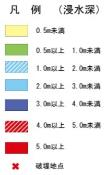 凡 例 （浸水深）
0.5m未満
0.5m以上 1.0m未満
1.0m以上 2.0m未満
2.0m以上 3.0m未満
3.0m以上 4.0m未満
4.0m以上 5.0m未満
5.0m以上
破堤地点